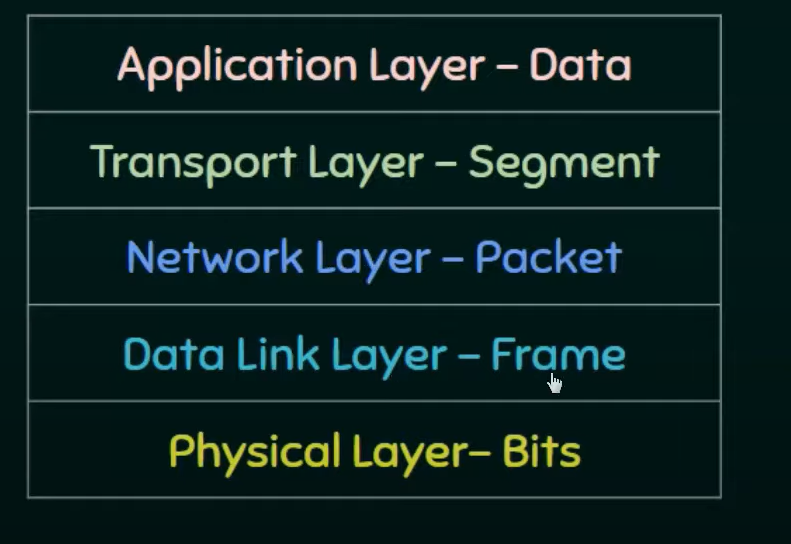 Application Layer – Data
Transport Layer – Segment
Network Layer – Packet
Data Link Layer – Frame
Physical Layer– Bits